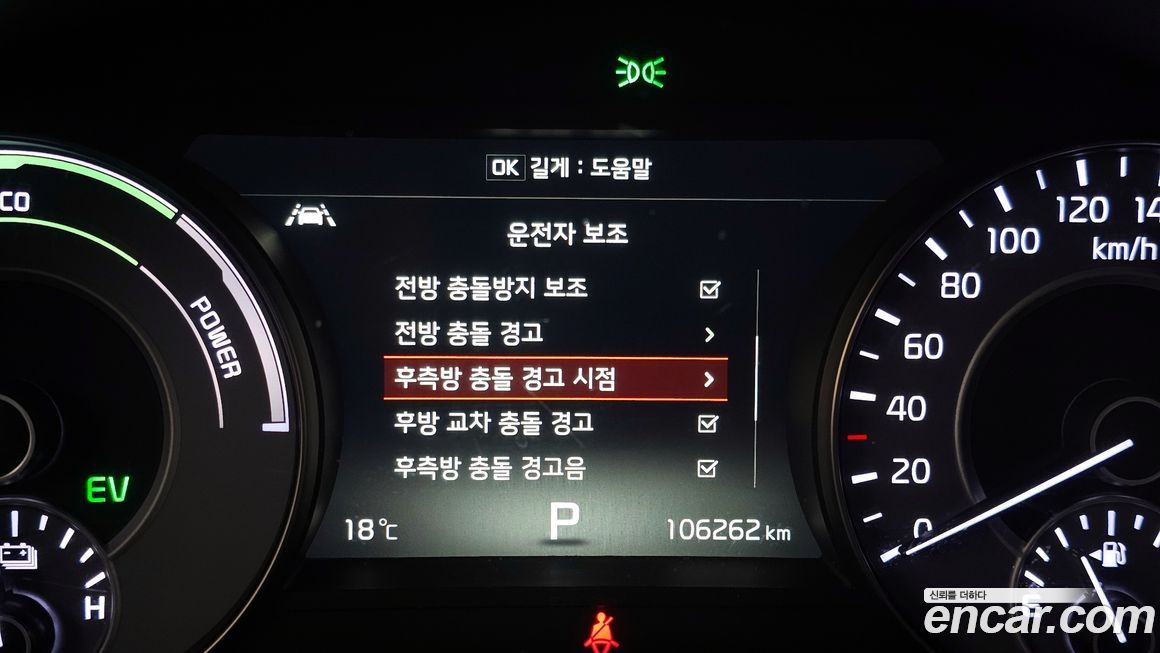 OK 길게 : 도움말
운전자 보조
전방 충돌방지 보조
전방 충돌 경고
후측방 충돌 경고 시점
후방 교차 충돌 경고
후측방 충돌 경고음
18℃
P
106262 km
CO
POWER
EV
H
120
100
km/h
80
60
40
20
0
신뢰를 더하다
encar.com